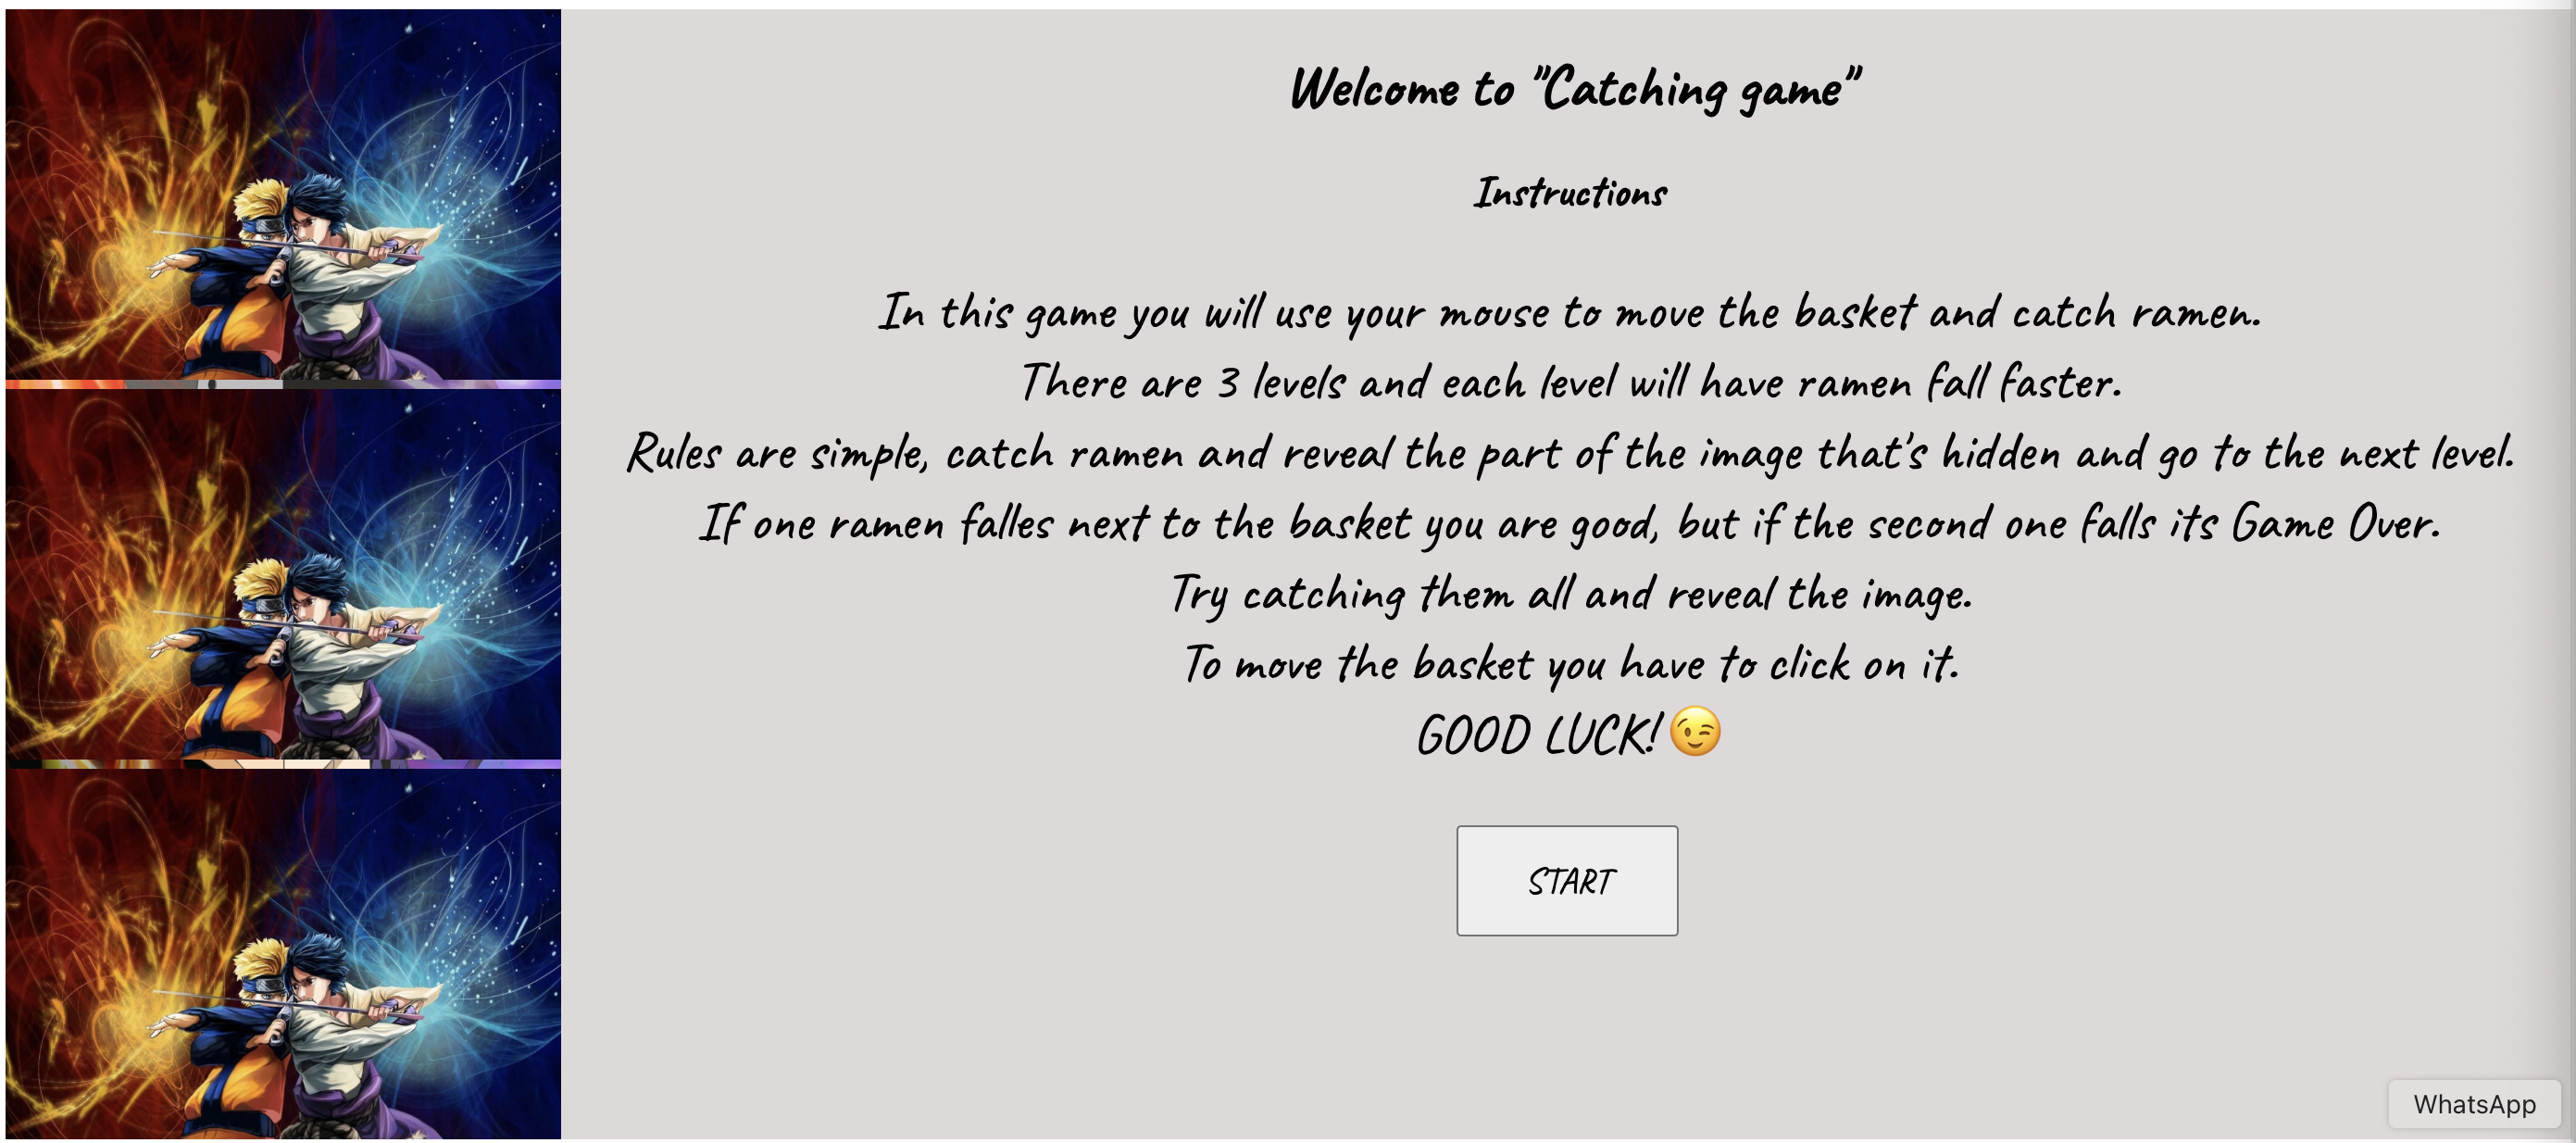 Welcome to "Catching game"
Instructions
In this game you will use your mouse to move the basket and catch ramen.
There are 3 levels and each level will have ramen fall faster.
Rules are simple, catch ramen and reveal the part of the image that's hidden and go to the next level.
If one ramen falles next to the basket you are good, but if the second one falls its Game Over.
Try catching them all and reveal the image.
To move the basket you have to click on it.
GOOD LUCK! 😉
START
WhatsApp